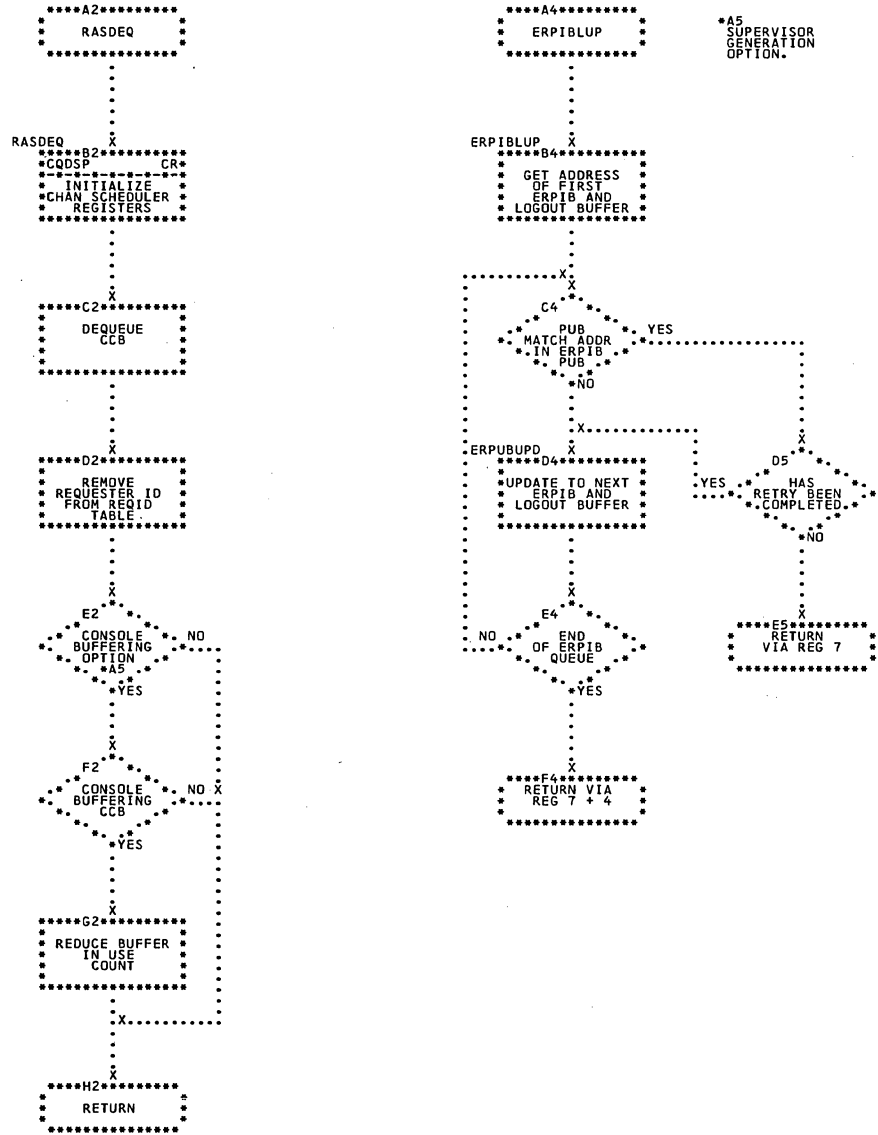 A2
RASDEQ
RASDEQ
B2
CQDSP CR
INITIALIZE
CHAN SCHEDULER
REGISTERS
X
C2
DEQUEUE
CCB
X
D2
REMOVE
REQUESTER ID
FROM REQID
TABLE.
X
E2
CONSOLE
BUFFERING
OPTION
*A5
NO
YES
X
F2
CONSOLE
BUFFERING
CCB
NO X
YES
X
G2
REDUCE BUFFER
IN USE
COUNT
X
X
H2
RETURN
A4
ERPIBLUP
ERPIBLUP X
B4
GET ADDRESS
OF FIRST
ERPIB AND
LOGOUT BUFFER
X
X
C4
PUB
MATCH ADDR
IN ERPIB
PUB
YES
NO
X
ERPUBUPD X
D4
UPDATE TO NEXT
ERPIB AND
LOGOUT BUFFER
X
E4
END
OF ERPIB
QUEUE
NO
YES
X
F4
RETURN VIA
REG 7 + 4
*A5
SUPERVISOR
GENERATION
OPTION.
X
D5
HAS
RETRY BEEN
COMPLETED
YES
NO
X
E5
RETURN
VIA REG 7